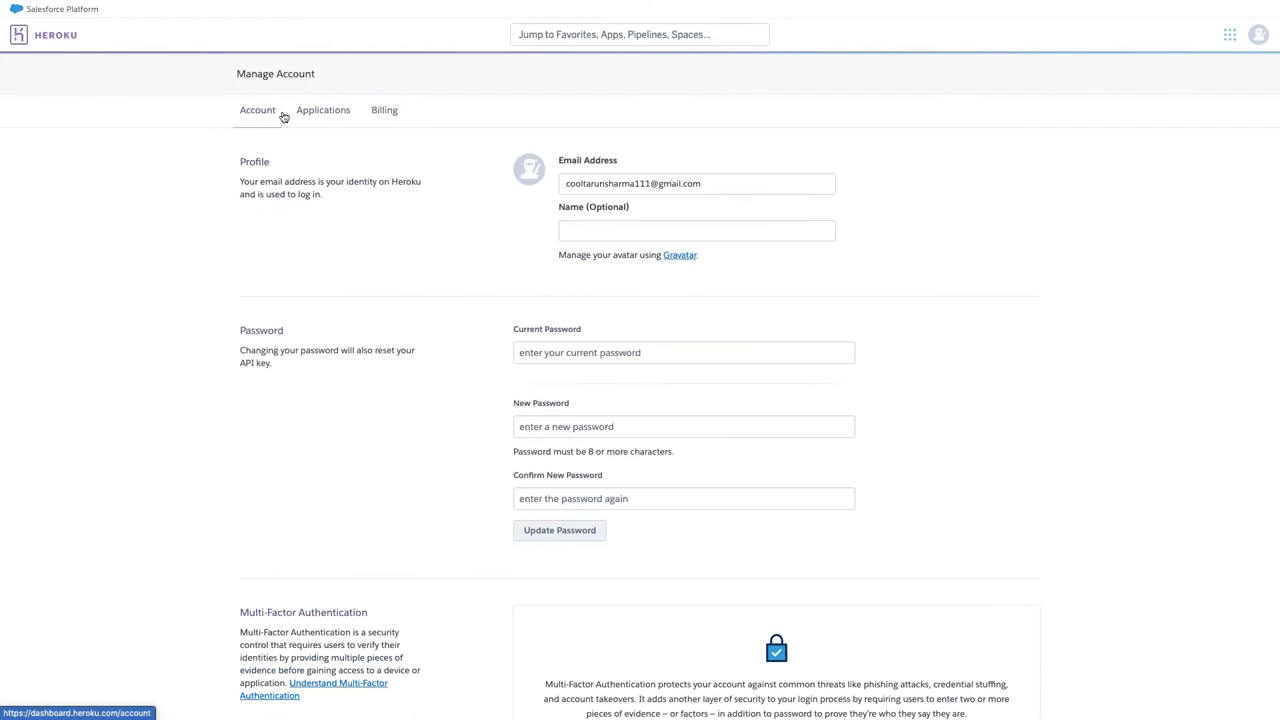 Salesforce Platform
HEROKU
Jump to Favorites, Apps, Pipelines, Spaces...
Manage Account
Account
Applications
Billing
Profile
Your email address is your identity on Heroku
and is used to log in.
Email Address
cooltarunsharma111@gmail.com
Name (Optional)
Manage your avatar using Gravatar.
Password
Changing your password will also reset your
API key.
Current Password
enter your current password
New Password
enter a new password
Password must be 8 or more characters.
Confirm New Password
enter the password again
Update Password
Multi-Factor Authentication
Multi-Factor Authentication is a security
control that requires users to verify their
identities by providing multiple pieces of
evidence before gaining access to a device or
application. Understand Multi-Factor
Authentication
Multi-Factor Authentication protects your account against common threats like phishing attacks, credential stuffing,
and account takeovers. It adds another layer of security to your login process by requiring users to enter two or more
pieces of evidence – or factors – in addition to password to prove they're who they say they are.
https://dashboard.heroku.com/account